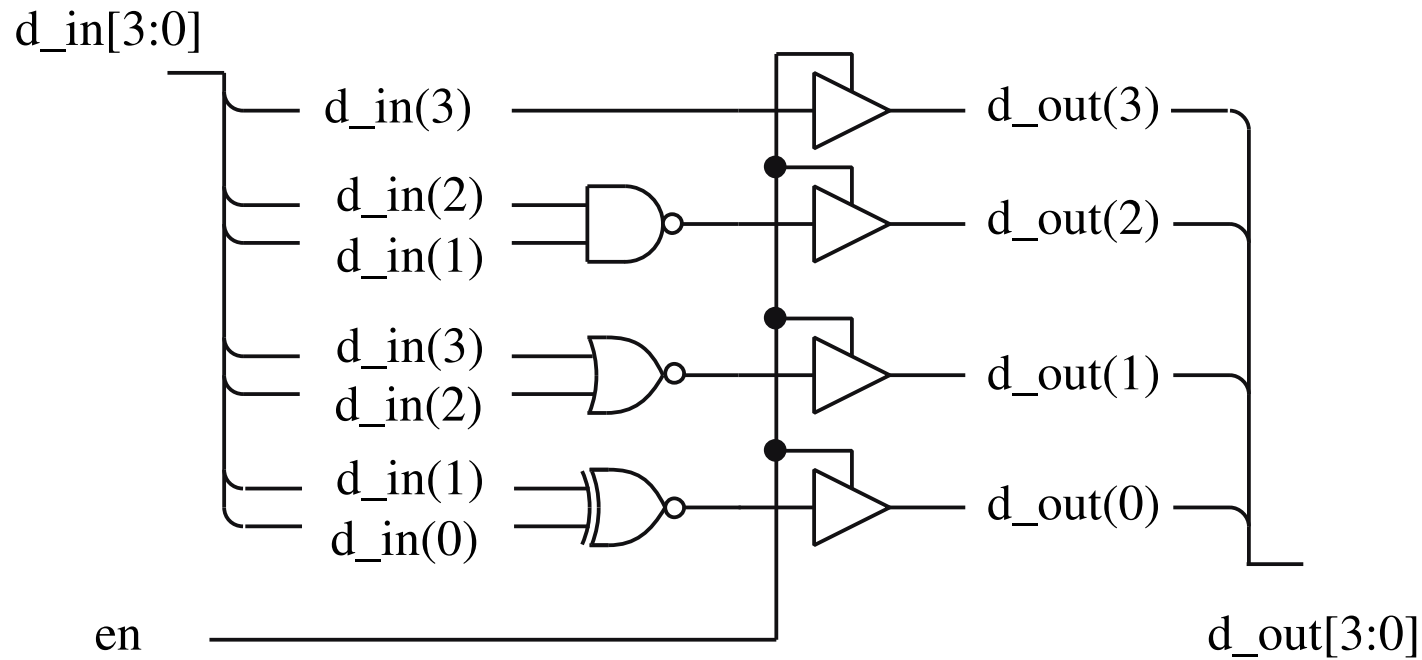 d_in[3:0]
d_in(3)
d_out(3)
d_in(2)
d_out(2)
d_in(1)
d_in(3)
d_out(1)
d_in(2)
d_in(1)
d_out(0)
d_in(0)
en
d_out[3:0]